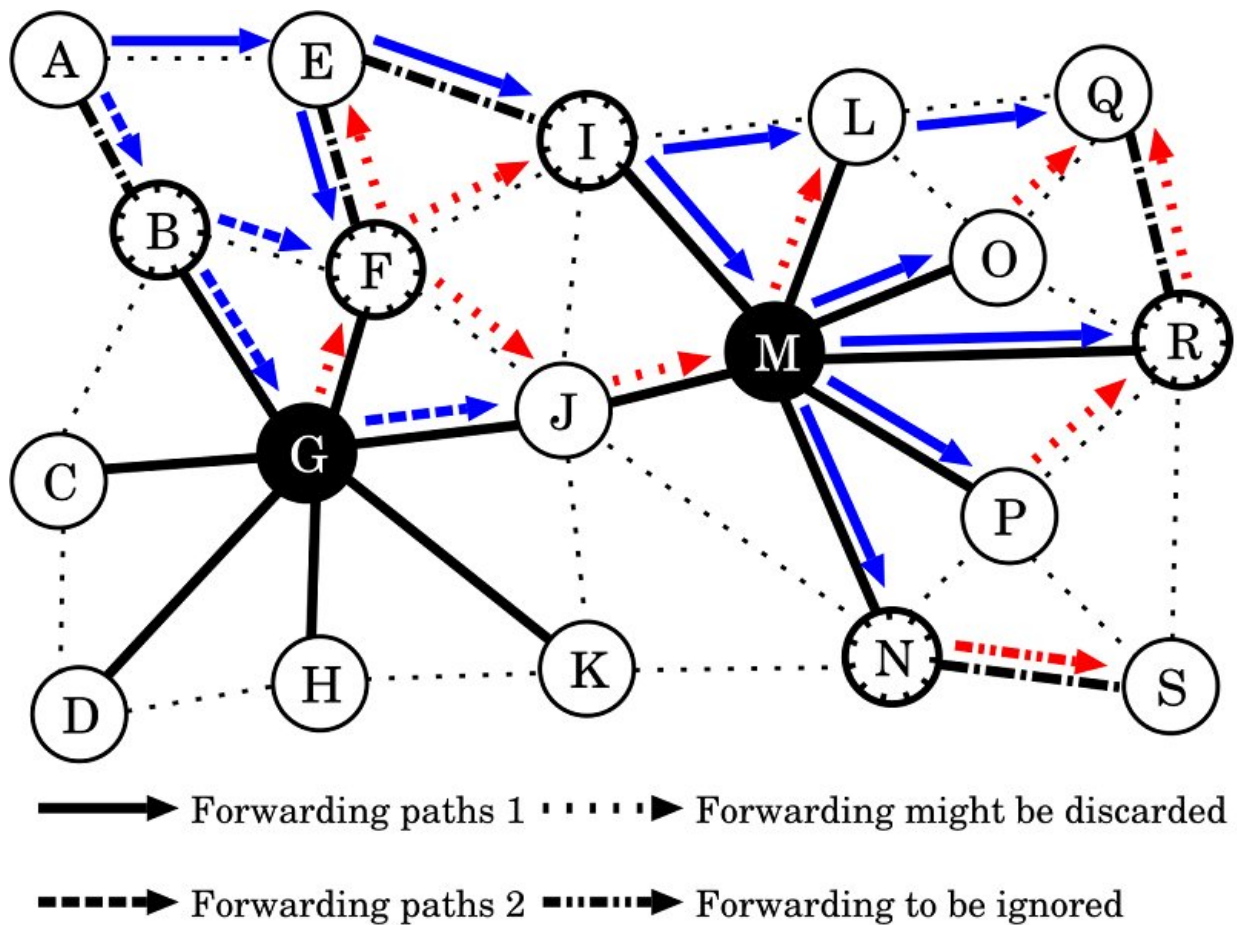 A
E
I
L
Q
B
F
O
M
R
J
G
C
P
N
D
H
K
S
Forwarding paths 1
Forwarding might be discarded
Forwarding paths 2
Forwarding to be ignored